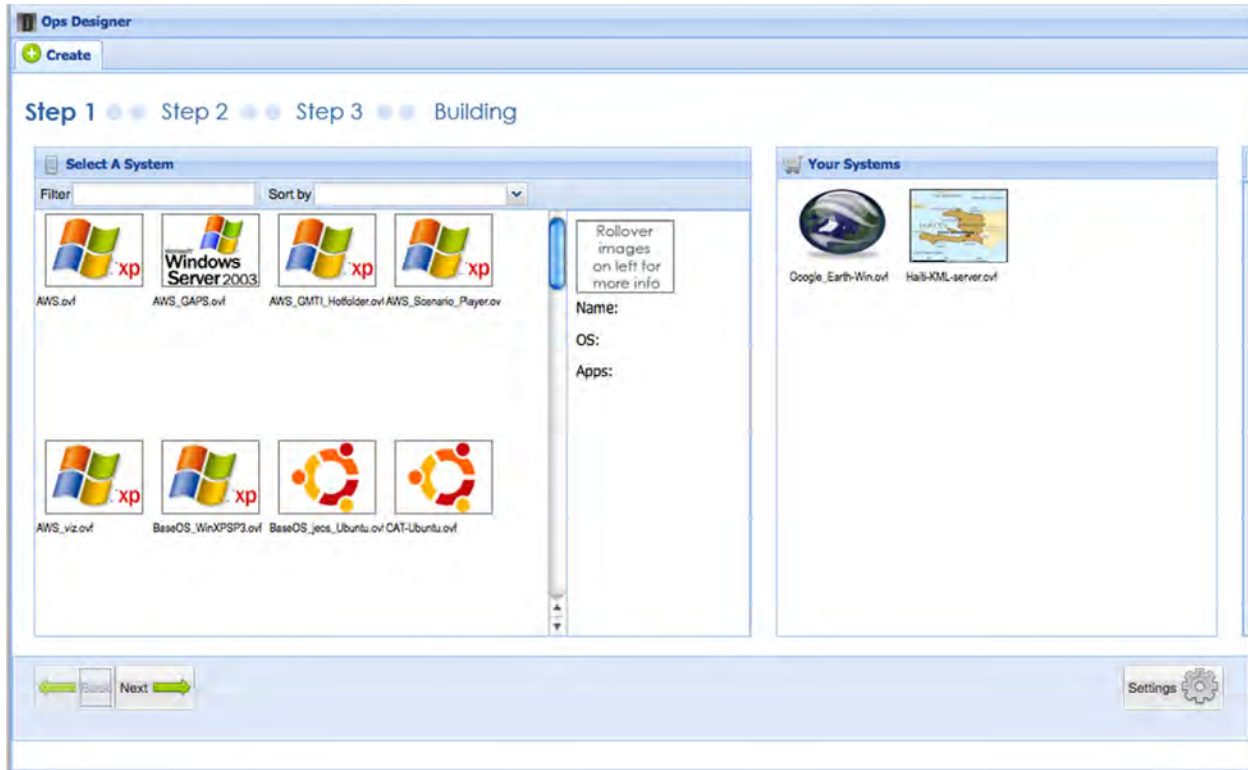 Ops Designer
Create
Step 1 Step 2 Step 3 Building
Select A System
Filter Sort by
xp
Microsoft
Windows
Server 2003
xp
xp
AWS.ovf AWS_GAPS.ovf AWS_GMTI_Hotfolder.ovf AWS_Scenario_Player.ov
xp
xp
AWS_viz.ovf BaseOS_WinXPSP3.ovf BaseOS_jeos_Ubuntu.ovf CAT-Ubuntu.ovf
Rollover
images
on left for
more info
Name:
OS:
Apps:
Your Systems
Google_Earth-Win.ovf Haiti-KML-server.ovf
Back Next
Settings